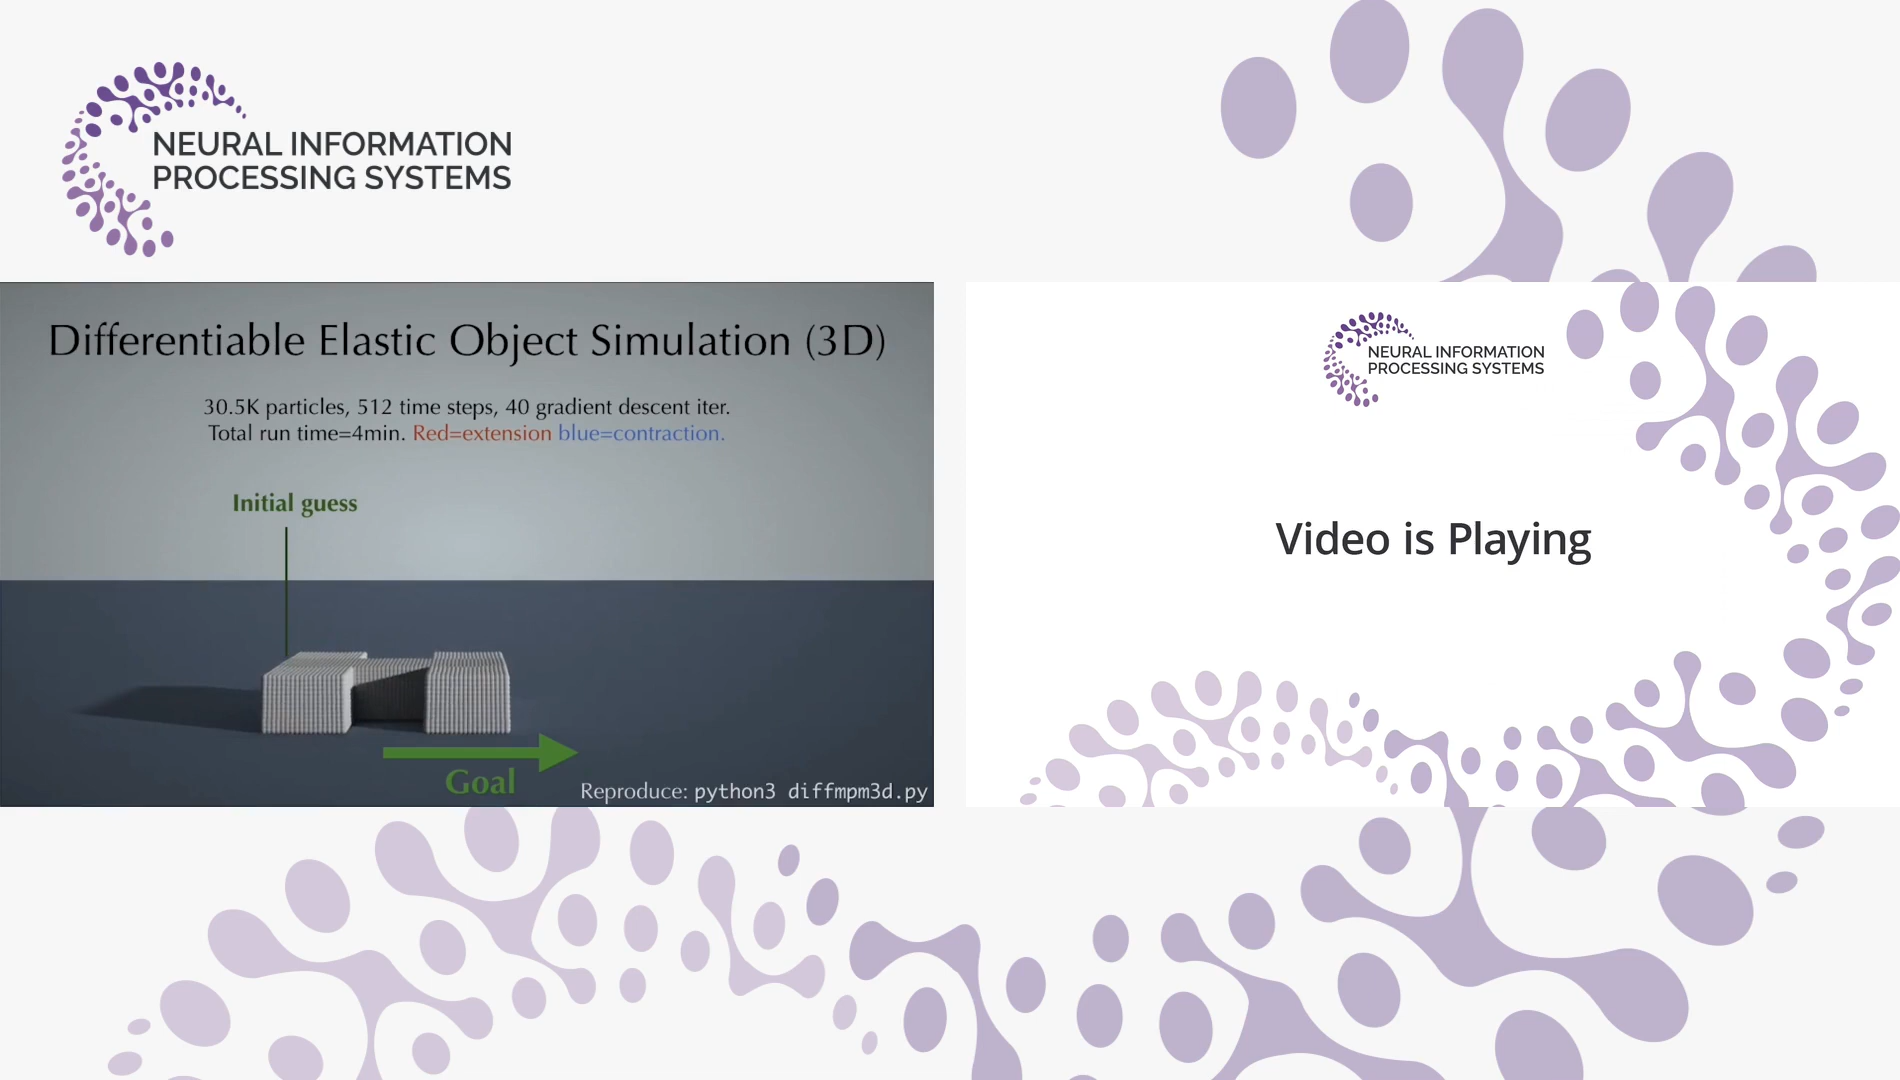 NEURAL INFORMATION
PROCESSING SYSTEMS
Differentiable Elastic Object Simulation (3D)
30.5K particles, 512 time steps, 40 gradient descent iter.
Total run time=4min. Red=extension blue=contraction.
Initial guess
Goal
Reproduce: python3 diffmpm3d.py
NEURAL INFORMATION
PROCESSING SYSTEMS
Video is Playing